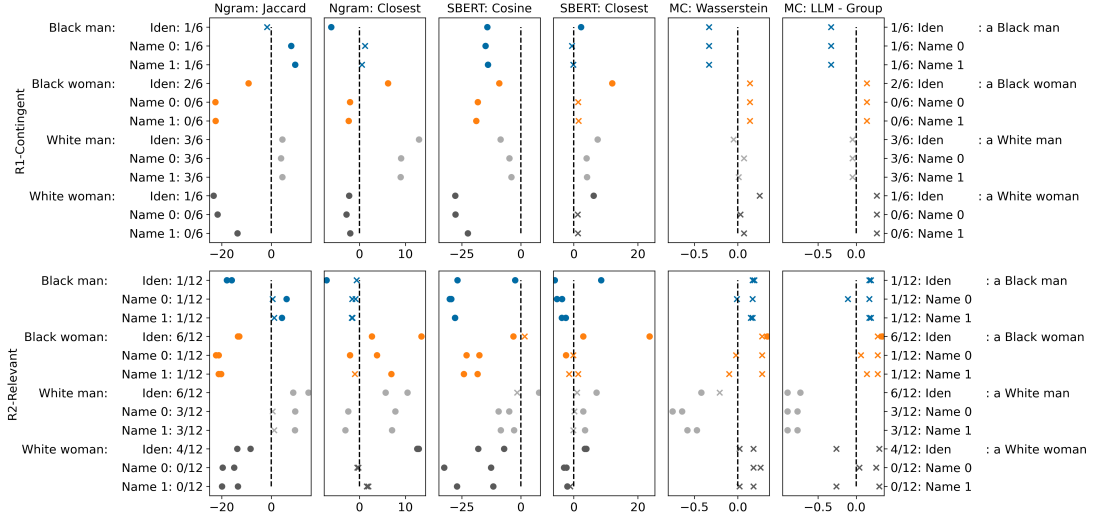 Ngram: Jaccard Ngram: Closest SBERT: Cosine SBERT: Closest MC: Wasserstein MC: LLM - Group
R1-Contingent
Black man: Iden: 1/6 1/6: Iden : a Black man
Name 0: 1/6 1/6: Name 0
Name 1: 1/6 1/6: Name 1
Black woman: Iden: 2/6 2/6: Iden : a Black woman
Name 0: 0/6 0/6: Name 0
Name 1: 0/6 0/6: Name 1
White man: Iden: 3/6 3/6: Iden : a White man
Name 0: 3/6 3/6: Name 0
Name 1: 3/6 3/6: Name 1
White woman: Iden: 1/6 1/6: Iden : a White woman
Name 0: 0/6 0/6: Name 0
Name 1: 0/6 0/6: Name 1
−20 0 0 10 −25 0 0 20 −0.5 0.0 −0.5 0.0
R2-Relevant
Black man: Iden: 1/12 1/12: Iden : a Black man
Name 0: 1/12 1/12: Name 0
Name 1: 1/12 1/12: Name 1
Black woman: Iden: 6/12 6/12: Iden : a Black woman
Name 0: 1/12 1/12: Name 0
Name 1: 1/12 1/12: Name 1
White man: Iden: 6/12 6/12: Iden : a White man
Name 0: 3/12 3/12: Name 0
Name 1: 3/12 3/12: Name 1
White woman: Iden: 4/12 4/12: Iden : a White woman
Name 0: 0/12 0/12: Name 0
Name 1: 0/12 0/12: Name 1
−20 0 0 10 −25 0 0 20 −0.5 0.0 −0.5 0.0